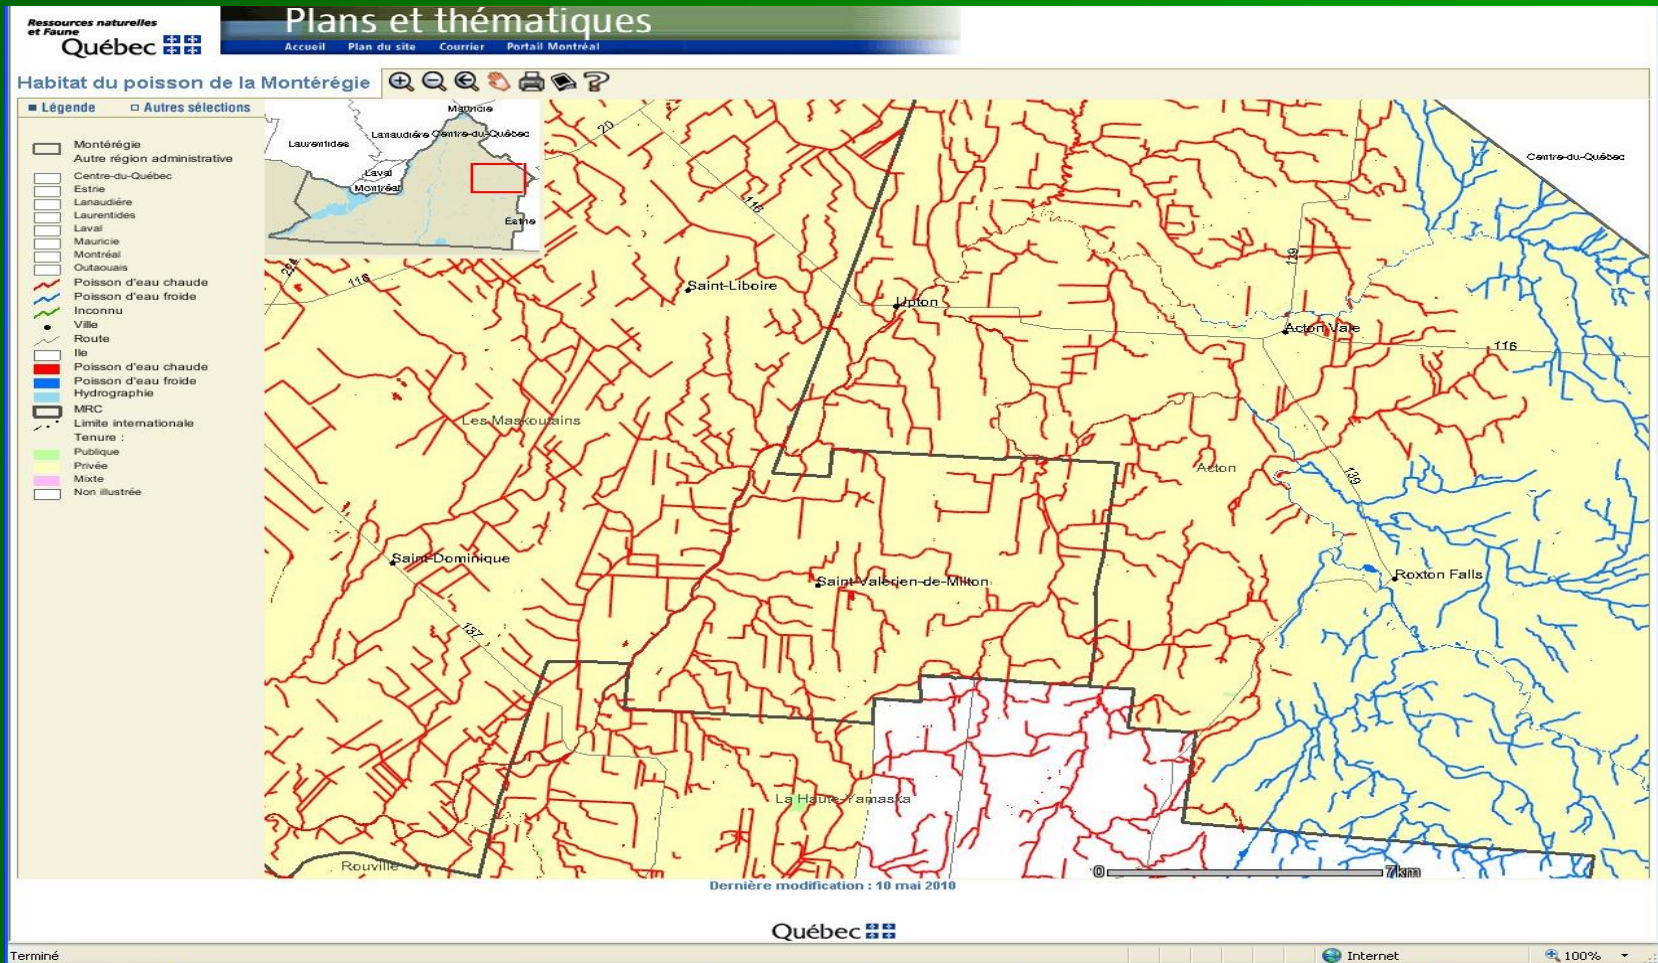 Ressources naturelles
et Faune
Québec
Plans et thématiques
Accueil Plan du site Courrier Portail Montréal
Habitat du poisson de la Montérégie
Légende Autres sélections
Montérégie
Autre région administrative
Centre-du-Québec
Estrie
Lanaudière
Laurentides
Laval
Mauricie
Montréal
Outaouais
Poisson d'eau chaude
Poisson d'eau froide
Inconnu
Ville
Route
Ile
Poisson d'eau chaude
Poisson d'eau froide
Hydrographie
MRC
Limite internationale
Tenure :
Publique
Privée
Mixte
Non illustrée
Mauricie
Lanaudière Centre-du-Québec
Laurentides
Laval
Montréal
Estrie
20
116
Centre-du-Québec
139
116
Saint-Liboire
Upton
Acton Vale
116
Les Maskoutains
Acton
139
Saint-Dominique
Saint-Valérien-de-Milton
Roxton Falls
137
La Haute-Yamaska
Rouville
0 7km
Dernière modification : 10 mai 2010
Québec
Terminé
Internet
100%